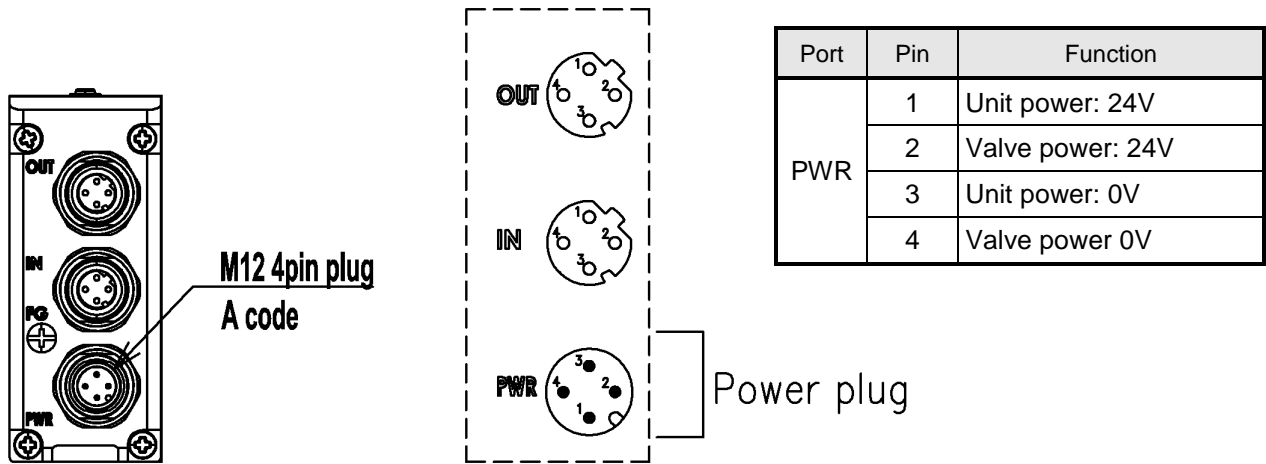 OUT
IN
FG
PWR
M12 4pin plug
A code
OUT
1
4
2
3
IN
1
4
2
3
PWR
3
4
2
1
Power plug
Port Pin Function
PWR
1 Unit power: 24V
2 Valve power: 24V
3 Unit power: 0V
4 Valve power 0V